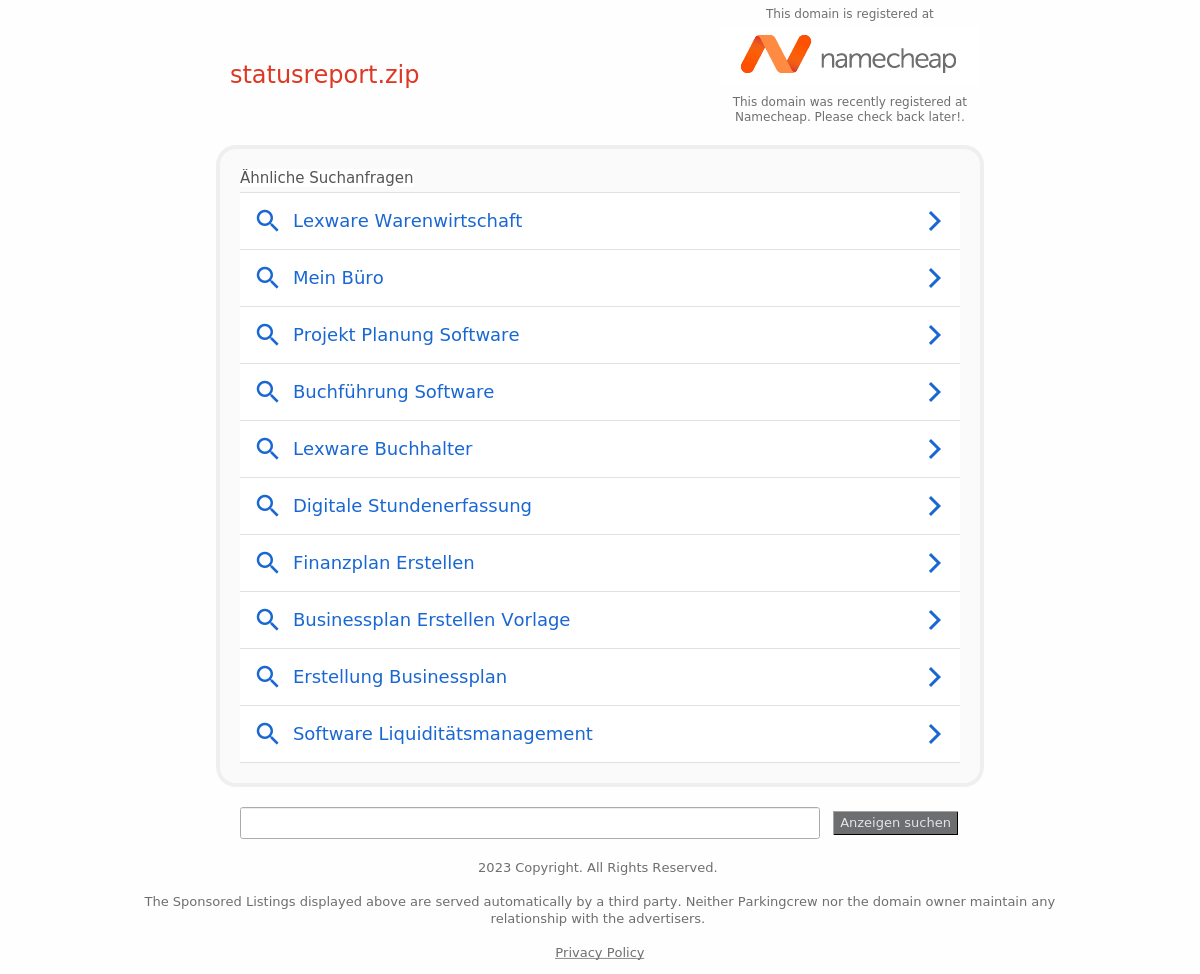 This domain is registered at
namecheap
statusreport.zip
This domain was recently registered at
Namecheap. Please check back later!.
Ähnliche Suchanfragen
Lexware Warenwirtschaft
Mein Büro
Projekt Planung Software
Buchführung Software
Lexware Buchhalter
Digitale Stundenerfassung
Finanzplan Erstellen
Businessplan Erstellen Vorlage
Erstellung Businessplan
Software Liquiditätsmanagement
Anzeigen suchen
2023 Copyright. All Rights Reserved.
The Sponsored Listings displayed above are served automatically by a third party. Neither Parkingcrew nor the domain owner maintain any
relationship with the advertisers.
Privacy Policy